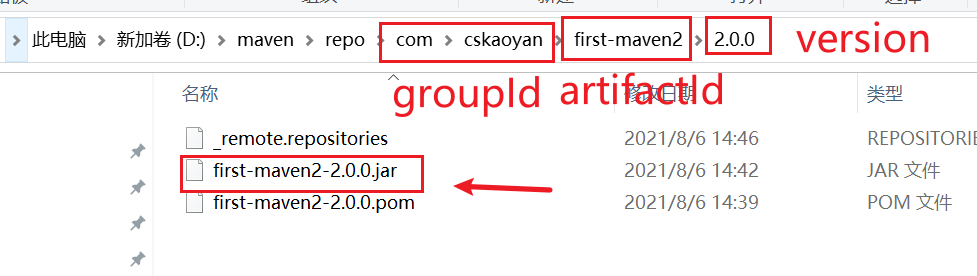 此电脑 新加卷 (D:) maven repo com cskaoyan first-maven2 2.0.0 version
groupId artifactId
名称 修改日期 类型
_remote.repositories 2021/8/6 14:46 REPOSITORIE
first-maven2-2.0.0.jar 2021/8/6 14:42 JAR 文件
first-maven2-2.0.0.pom 2021/8/6 14:39 POM 文件